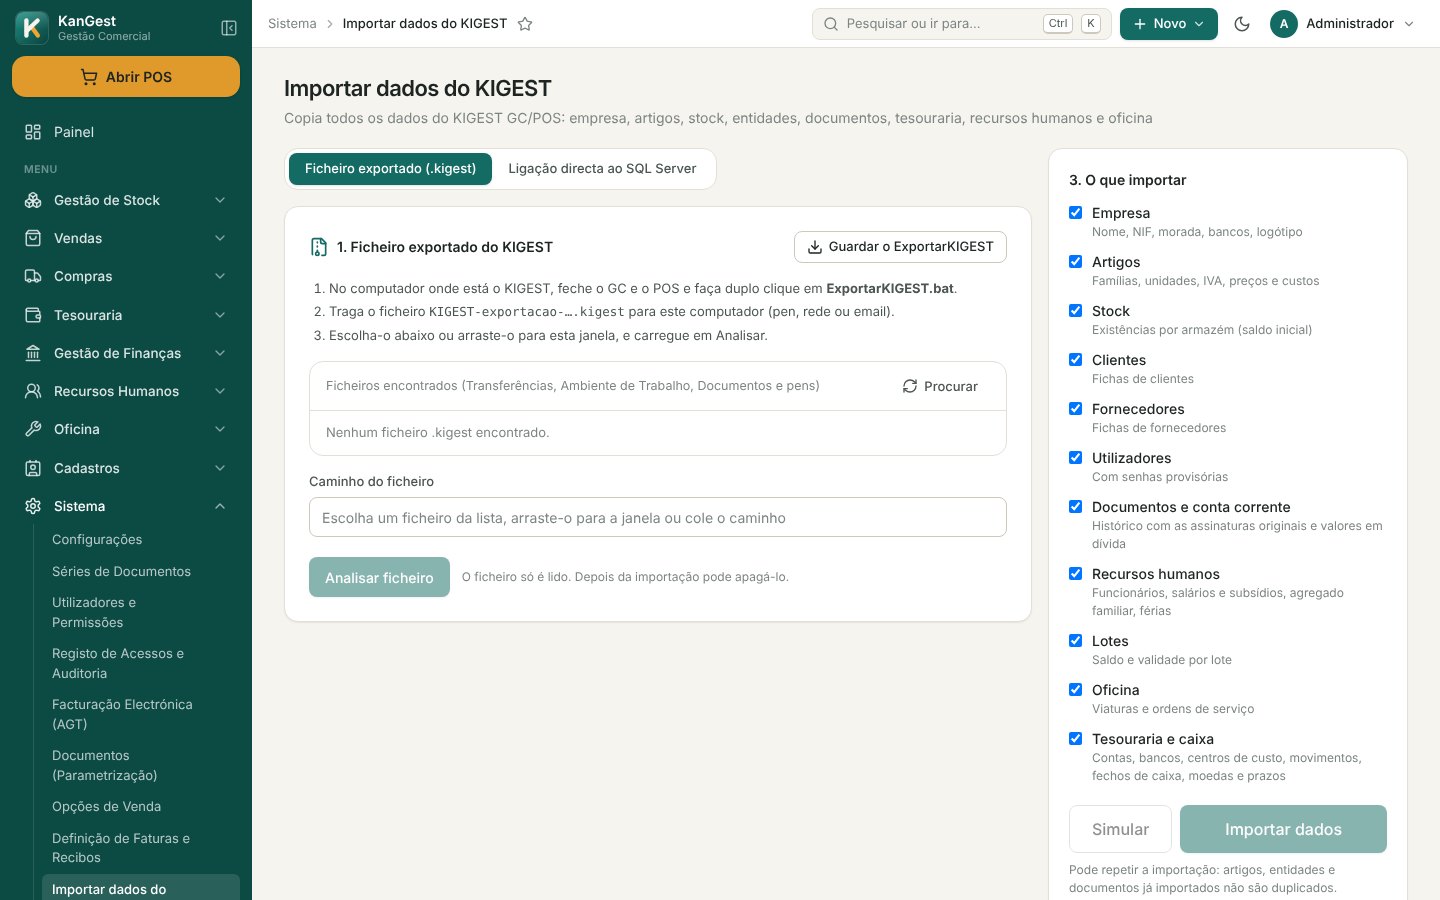 KanGest
Gestão Comercial
Abrir POS
Painel
MENU
Gestão de Stock
Vendas
Compras
Tesouraria
Gestão de Finanças
Recursos Humanos
Oficina
Cadastros
Sistema
Configurações
Séries de Documentos
Utilizadores e
Permissões
Registo de Acessos e
Auditoria
Facturação Electrónica
(AGT)
Documentos
(Parametrização)
Opções de Venda
Definição de Faturas e
Recibos
Importar dados do
Sistema > Importar dados do KIGEST
Pesquisar ou ir para...
Ctrl K
Novo
A
Administrador
Importar dados do KIGEST
Copia todos os dados do KIGEST GC/POS: empresa, artigos, stock, entidades, documentos, tesouraria, recursos humanos e oficina
Ficheiro exportado (.kigest)
Ligação directa ao SQL Server
1. Ficheiro exportado do KIGEST
Guardar o ExportarKIGEST
1. No computador onde está o KIGEST, feche o GC e o POS e faça duplo clique em ExportarKIGEST.bat.
2. Traga o ficheiro KIGEST-exportacao-….kigest para este computador (pen, rede ou email).
3. Escolha-o abaixo ou arraste-o para esta janela, e carregue em Analisar.
Ficheiros encontrados (Transferências, Ambiente de Trabalho, Documentos e pens)
Procurar
Nenhum ficheiro .kigest encontrado.
Caminho do ficheiro
Escolha um ficheiro da lista, arraste-o para a janela ou cole o caminho
Analisar ficheiro
O ficheiro só é lido. Depois da importação pode apagá-lo.
3. O que importar
Empresa
Nome, NIF, morada, bancos, logótipo
Artigos
Famílias, unidades, IVA, preços e custos
Stock
Existências por armazém (saldo inicial)
Clientes
Fichas de clientes
Fornecedores
Fichas de fornecedores
Utilizadores
Com senhas provisórias
Documentos e conta corrente
Histórico com as assinaturas originais e valores em
dívida
Recursos humanos
Funcionários, salários e subsídios, agregado
familiar, férias
Lotes
Saldo e validade por lote
Oficina
Viaturas e ordens de serviço
Tesouraria e caixa
Contas, bancos, centros de custo, movimentos,
fechos de caixa, moedas e prazos
Simular
Importar dados
Pode repetir a importação: artigos, entidades e
documentos já importados não são duplicados.